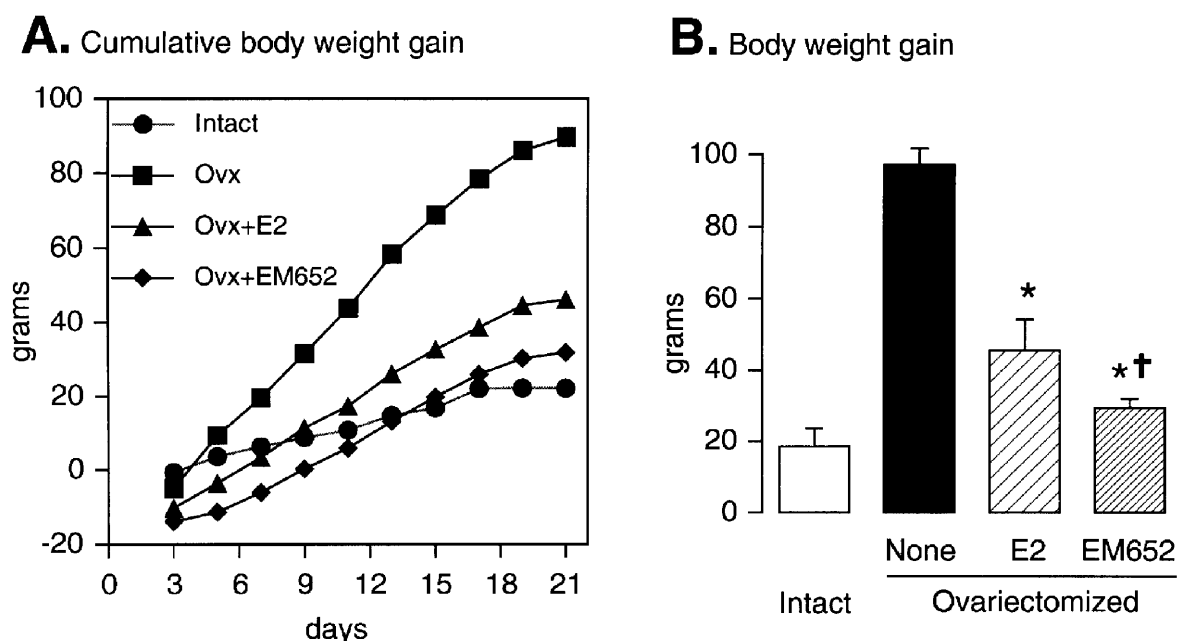 A. Cumulative body weight gain
100
80
60
40
20
0
-20
grams
Intact
Ovx
Ovx+E2
Ovx+EM652
0 3 6 9 12 15 18 21
days
B. Body weight gain
100
80
60
40
20
0
grams
*
*†
None E2 EM652
Intact Ovariectomized